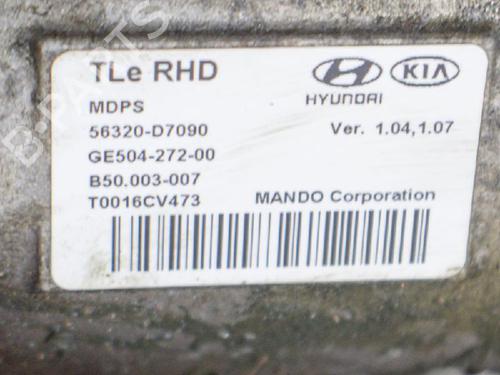 TLe RHD
HYUNDAI KIA
MDPS
56320-D7090 Ver. 1.04,1.07
GE504-272-00
B50.003-007
T0016CV473 MANDO Corporation
B-PARTS